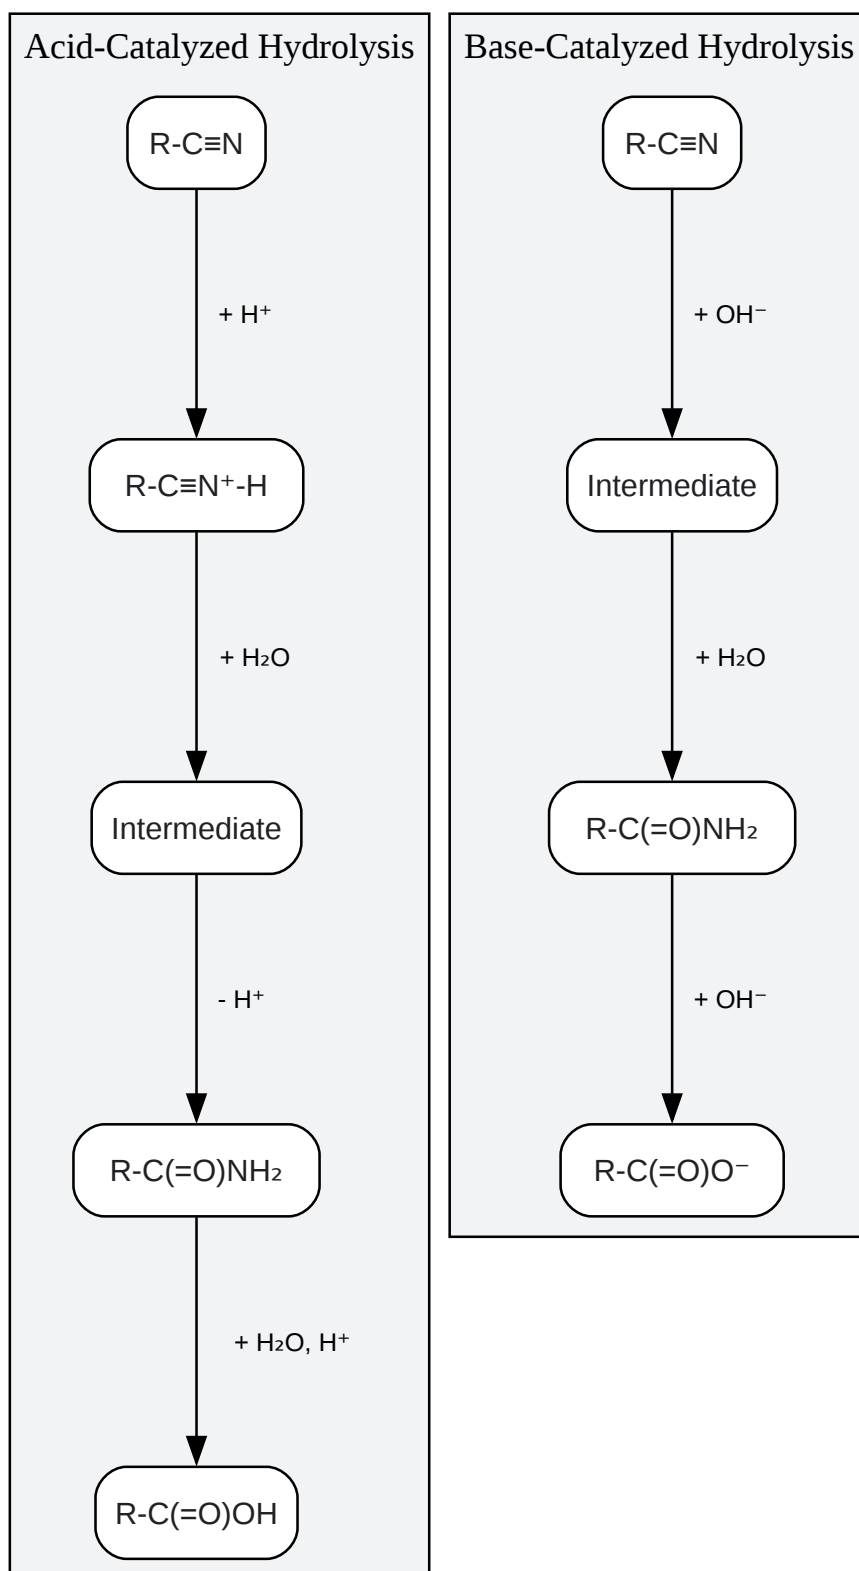 Acid-Catalyzed Hydrolysis
R-C≡N
+ H⁺
R-C≡N⁺-H
+ H₂O
Intermediate
- H⁺
R-C(=O)NH₂
+ H₂O, H⁺
R-C(=O)OH
Base-Catalyzed Hydrolysis
R-C≡N
+ OH⁻
Intermediate
+ H₂O
R-C(=O)NH₂
+ OH⁻
R-C(=O)O⁻